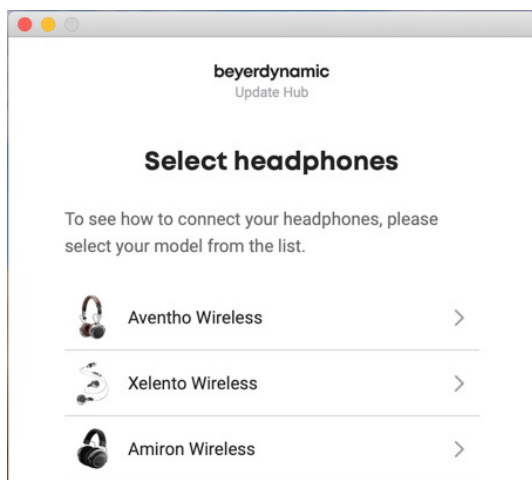 beyerdynamic
Update Hub
Select headphones
To see how to connect your headphones, please
select your model from the list.
Aventho Wireless
Xelento Wireless
Amiron Wireless